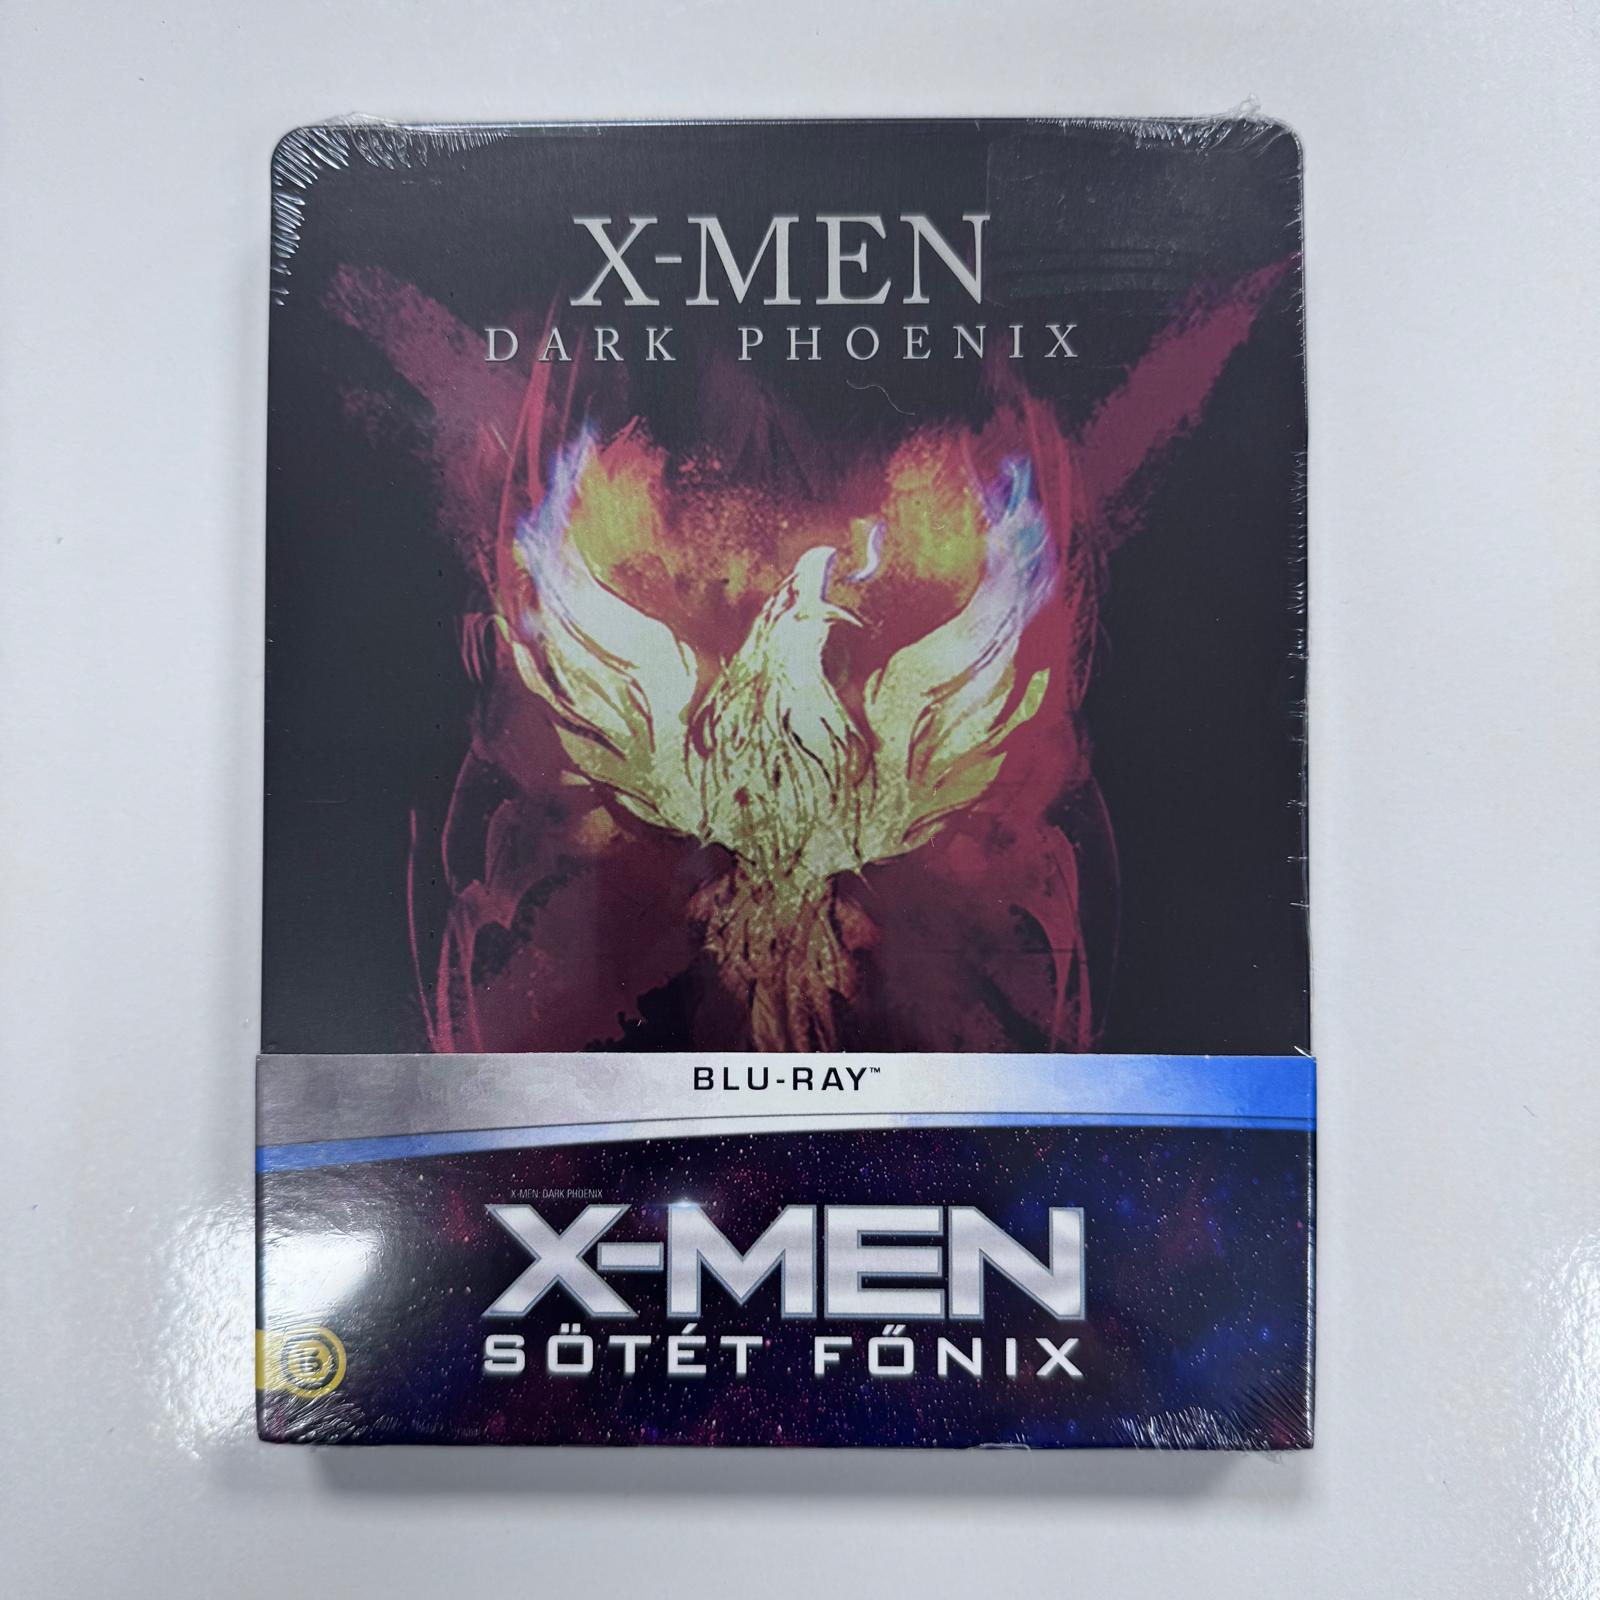 X-MEN
DARK PHOENIX
BLU-RAY™
X-MEN: DARK PHOENIX
X-MEN
SÖTÉT FŐNIX
B